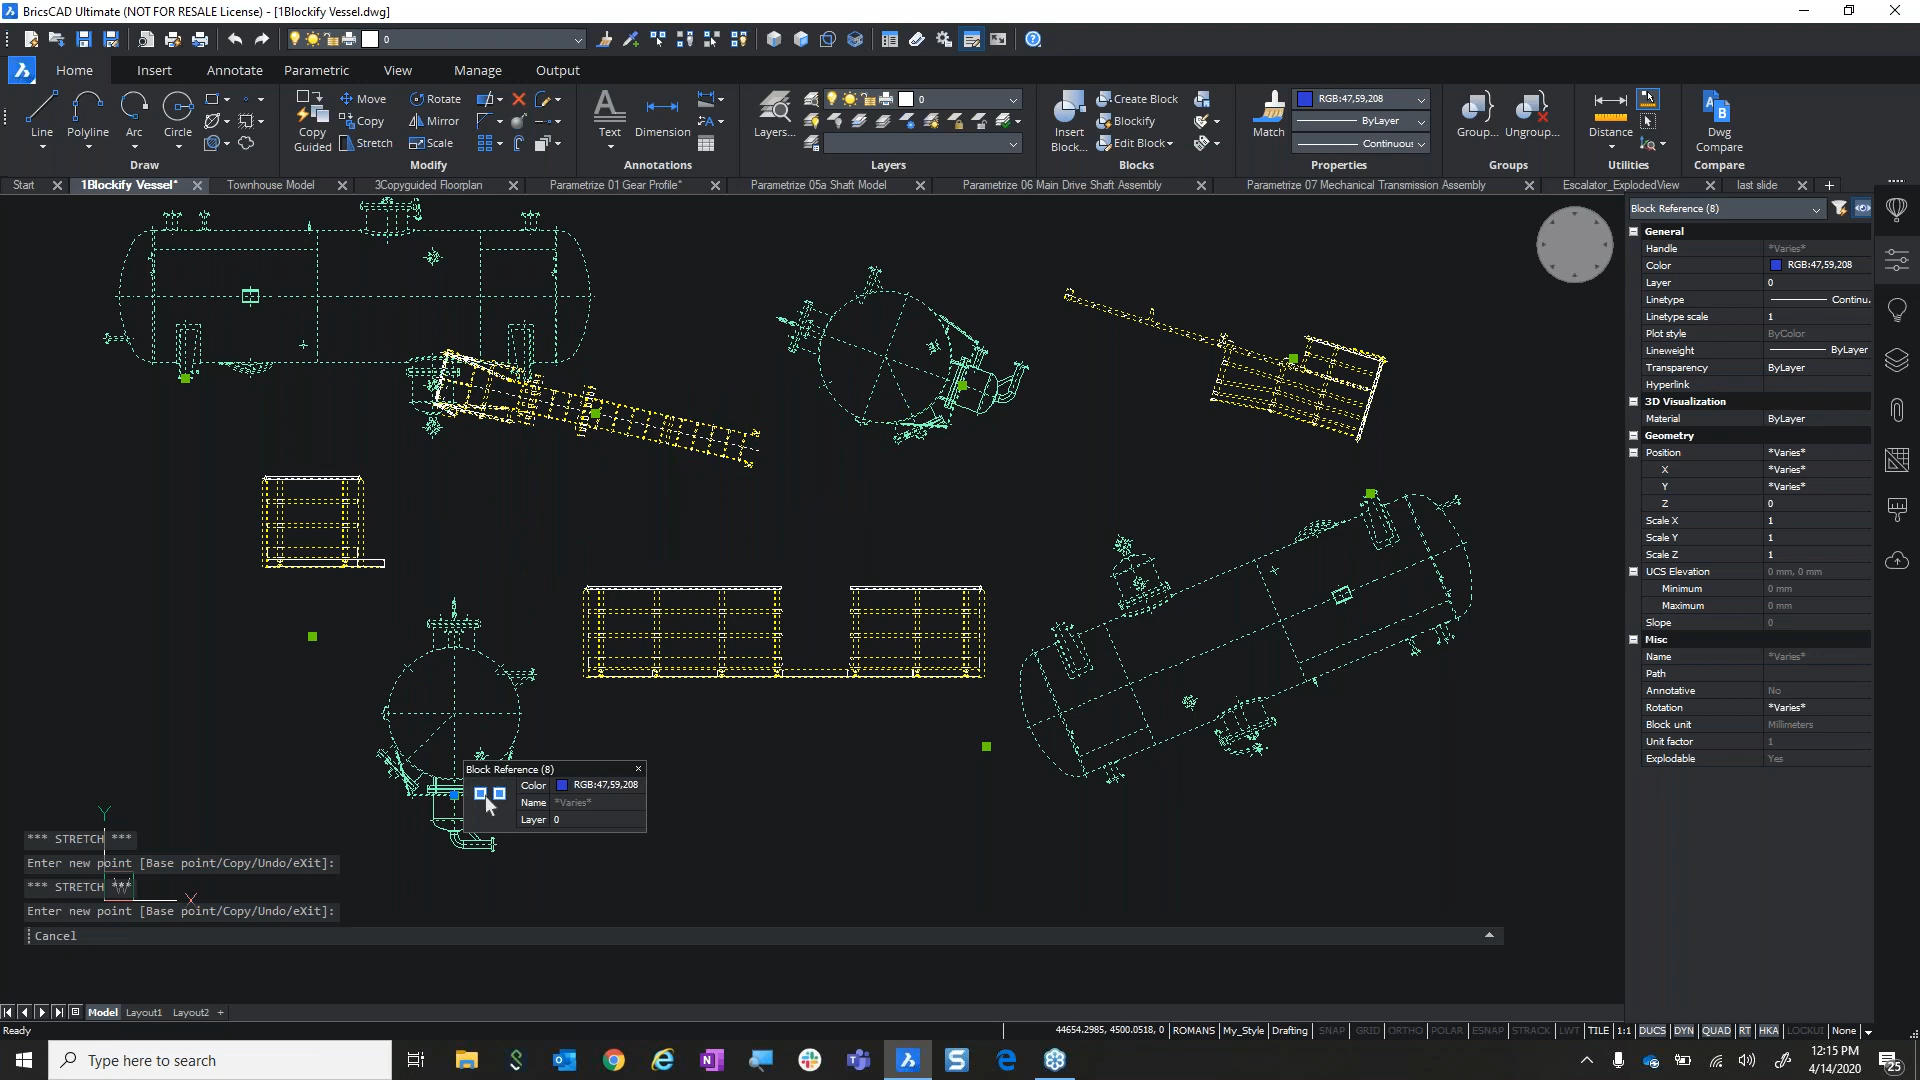 BricsCAD Ultimate (NOT FOR RESALE License) - [1Blockify Vessel.dwg]
0
Home Insert Annotate Parametric View Manage Output
Line Polyline Arc Circle
Draw
Copy Guided
Move Rotate
Copy Mirror
Stretch Scale
Modify
Text Dimension
Annotations
Layers...
0
Layers
Insert Block...
Create Block
Blockify
Edit Block
Blocks
Match
RGB:47,59,208
ByLayer
Continuous
Properties
Group... Ungroup...
Groups
Distance
Utilities
Dwg Compare
Compare
Start 1Blockify Vessel* Townhouse Model 3Copyguided Floorplan Parametrize 01 Gear Profile* Parametrize 05a Shaft Model Parametrize 06 Main Drive Shaft Assembly Parametrize 07 Mechanical Transmission Assembly Escalator_ExplodedView last slide
Block Reference (8)
General
Handle *Varies*
Color RGB:47,59,208
Layer 0
Linetype Continu.
Linetype scale 1
Plot style ByColor
Lineweight ByLayer
Transparency ByLayer
Hyperlink
3D Visualization
Material ByLayer
Geometry
Position *Varies*
X *Varies*
Y *Varies*
Z 0
Scale X 1
Scale Y 1
Scale Z 1
UCS Elevation 0 mm, 0 mm
Minimum 0 mm
Maximum 0 mm
Slope 0
Misc
Name *Varies*
Path
Annotative No
Rotation *Varies*
Block unit Millimeters
Unit factor 1
Explodable Yes
Block Reference (8)
Color RGB:47,59,208
Name *Varies*
Layer 0
Y
W
X
*** STRETCH ***
Enter new point [Base point/Copy/Undo/eXit]:
*** STRETCH ***
Enter new point [Base point/Copy/Undo/eXit]:
Cancel
Model Layout1 Layout2 +
Ready
44654.2985, 4500.0518, 0 ROMANS My_Style Drafting SNAP GRID ORTHO POLAR ESNAP STRACK LWT TILE 1:1 DUCS DYN QUAD RT HKA LOCKUI None
Type here to search
12:15 PM
4/14/2020
25